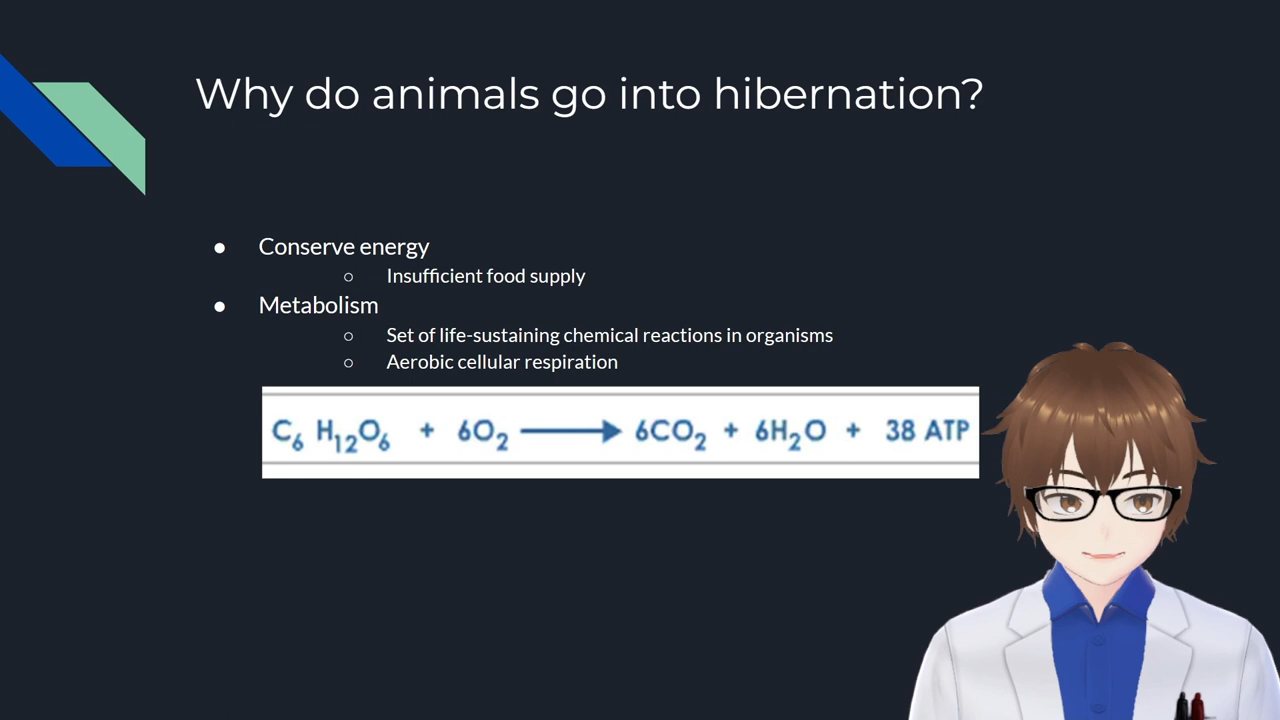 Why do animals go into hibernation?
● Conserve energy
○ Insufficient food supply
● Metabolism
○ Set of life-sustaining chemical reactions in organisms
○ Aerobic cellular respiration
C₆ H₁₂O₆ + 6O₂ ⟶ 6CO₂ + 6H₂O + 38 ATP